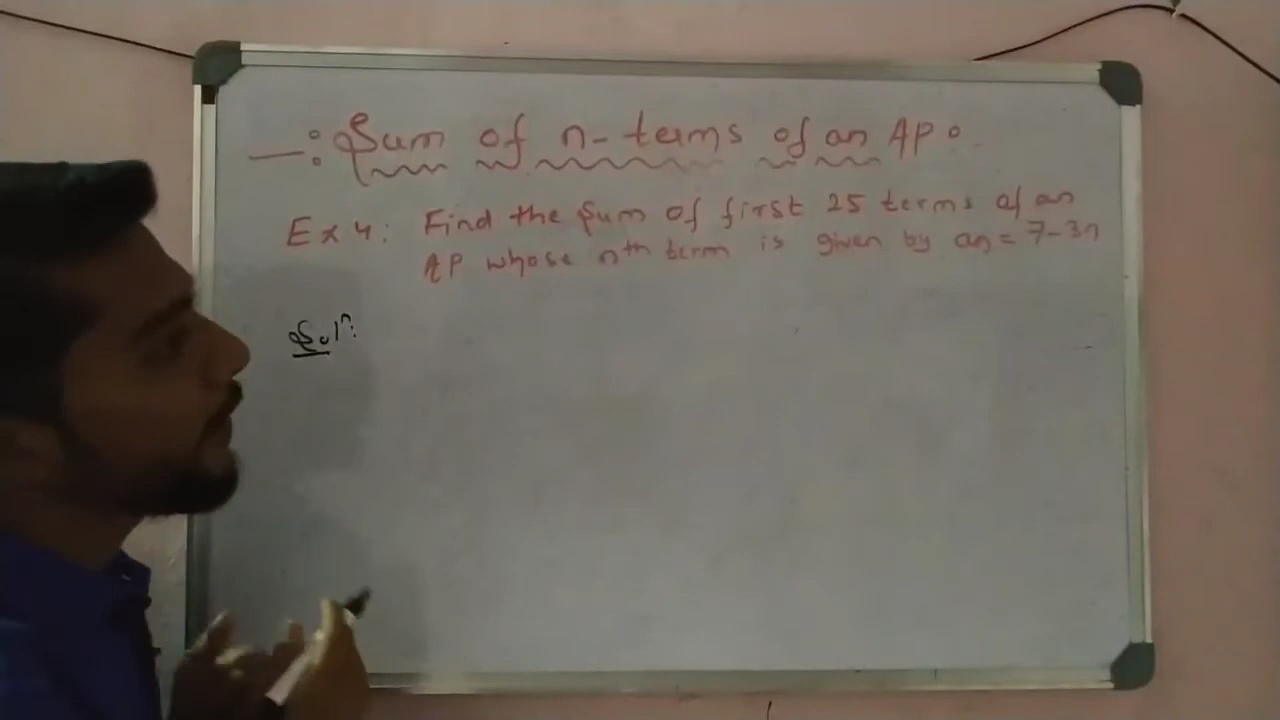 —: Sum of n- terms of an AP:
Ex 4: Find the sum of first 25 terms of an
AP whose nth term is given by an = 7-3n
Soln: